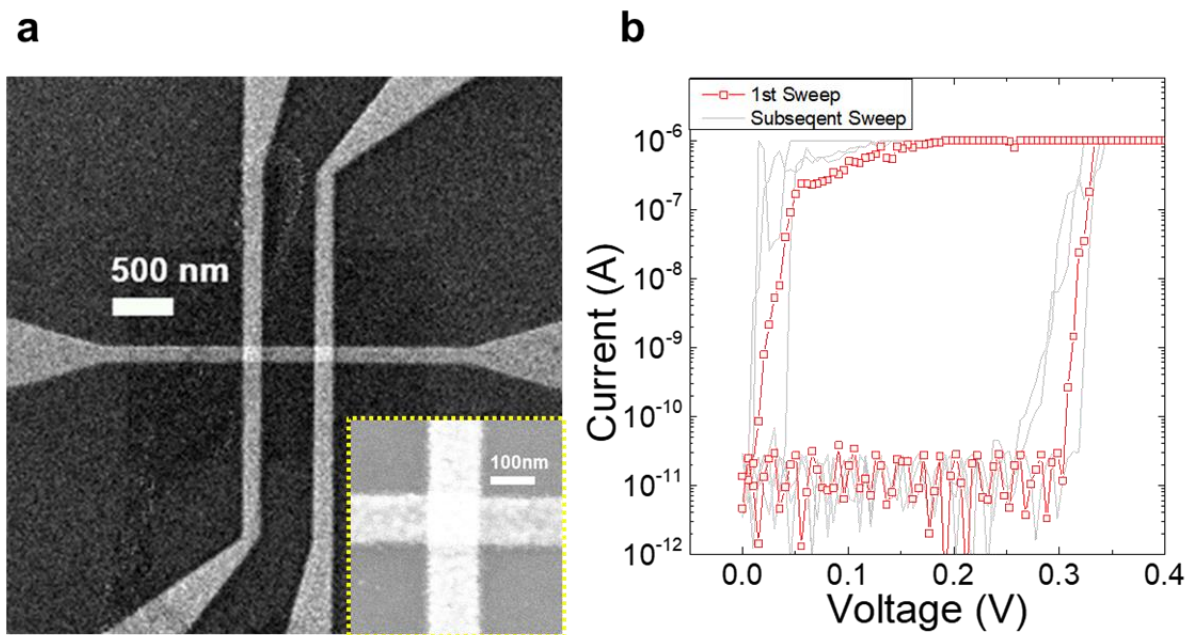 a
b
500 nm
100nm
1st Sweep
Subseqent Sweep
10⁻⁶
10⁻⁷
10⁻⁸
10⁻⁹
10⁻¹⁰
10⁻¹¹
10⁻¹²
Current (A)
0.0 0.1 0.2 0.3 0.4
Voltage (V)